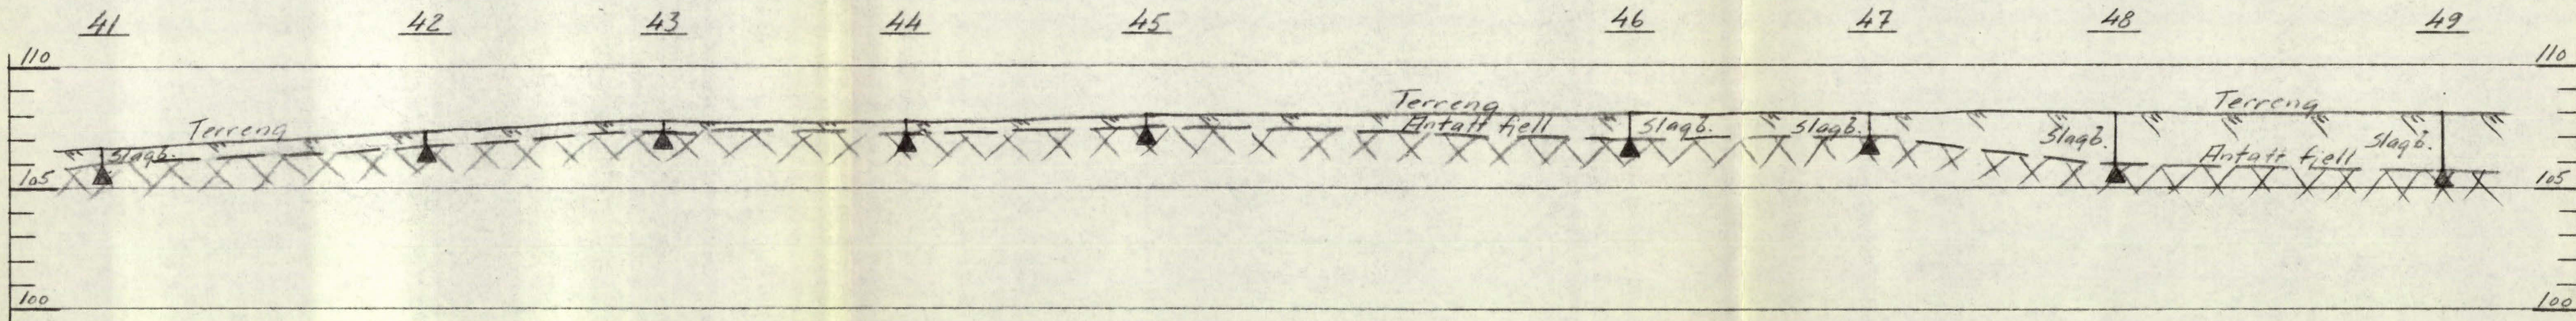 41 42 43 44 45 46 47 48 49
110 110
Terreng Terreng Terreng
Slagb. Antatt fjell Slagb. Slagb. Slagb. Antatt fjell Slagb.
105 105
100 100